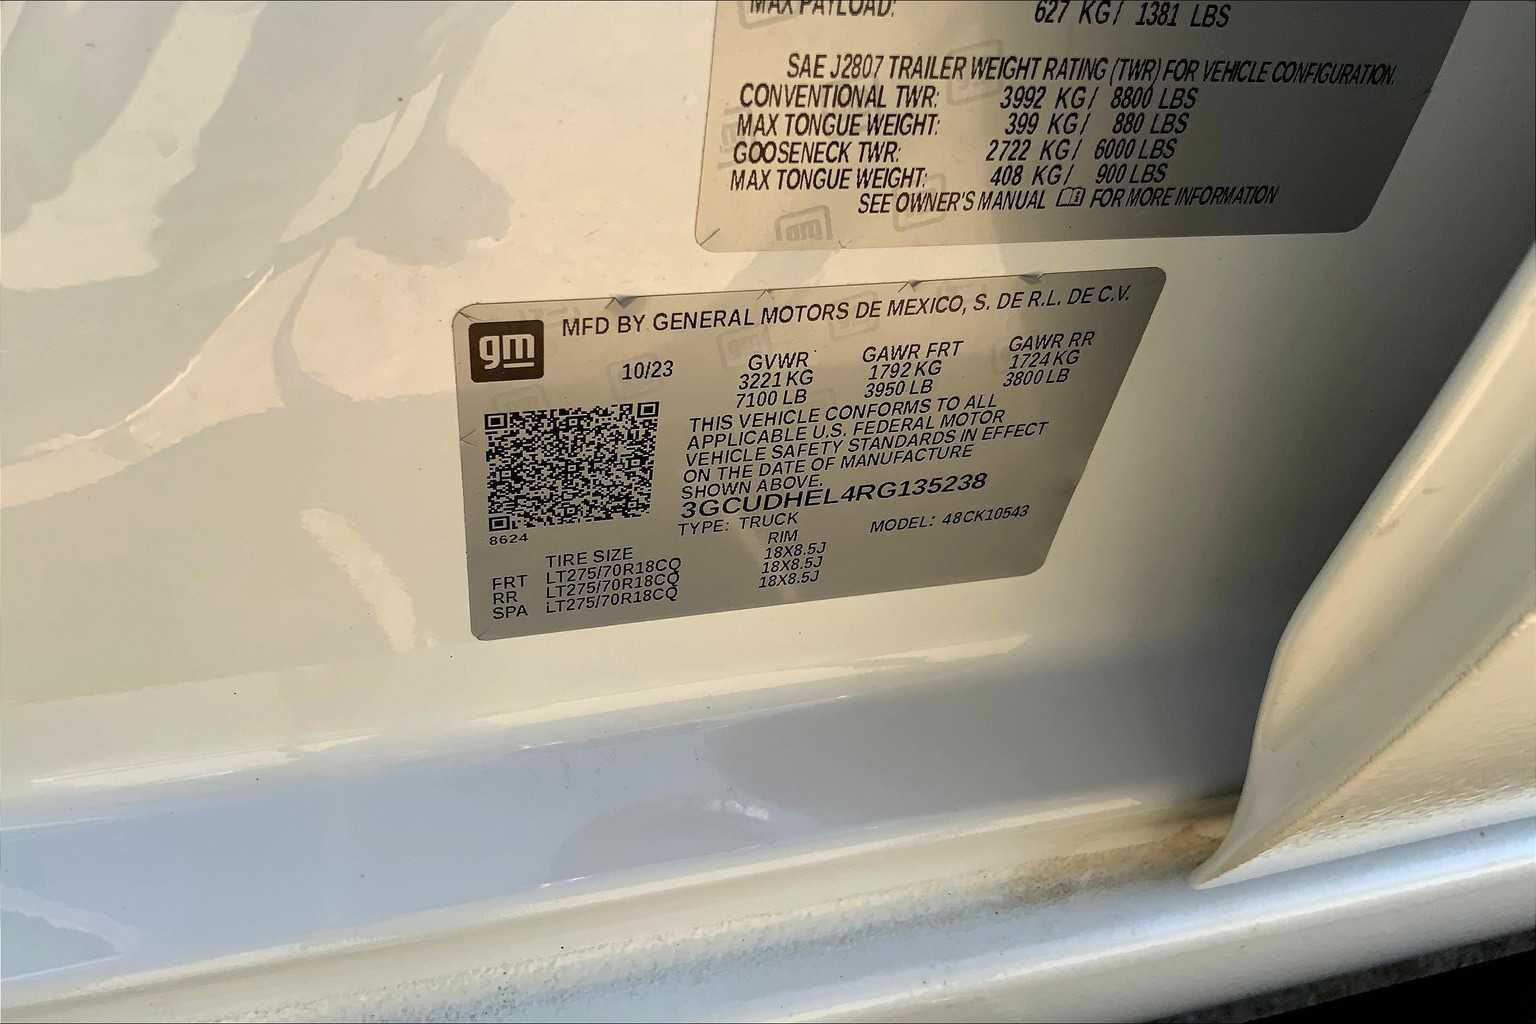 MAX PAYLOAD: 627 KG/ 1381 LBS
SAE J2807 TRAILER WEIGHT RATING (TWR) FOR VEHICLE CONFIGURATION.
CONVENTIONAL TWR: 3992 KG/ 8800 LBS
MAX TONGUE WEIGHT: 399 KG/ 880 LBS
GOOSENECK TWR: 2722 KG/ 6000 LBS
MAX TONGUE WEIGHT: 408 KG/ 900 LBS
SEE OWNER'S MANUAL FOR MORE INFORMATION
gm
gm
MFD BY GENERAL MOTORS DE MEXICO, S. DE R.L. DE C.V.
10/23 GVWR GAWR FRT GAWR RR
3221 KG 1792 KG 1724 KG
7100 LB 3950 LB 3800 LB
THIS VEHICLE CONFORMS TO ALL
APPLICABLE U.S. FEDERAL MOTOR
VEHICLE SAFETY STANDARDS IN EFFECT
ON THE DATE OF MANUFACTURE
SHOWN ABOVE.
3GCUDHEL4RG135238
TYPE: TRUCK MODEL: 48CK10543
8624
TIRE SIZE RIM
FRT LT275/70R18CQ 18X8.5J
RR LT275/70R18CQ 18X8.5J
SPA LT275/70R18CQ 18X8.5J